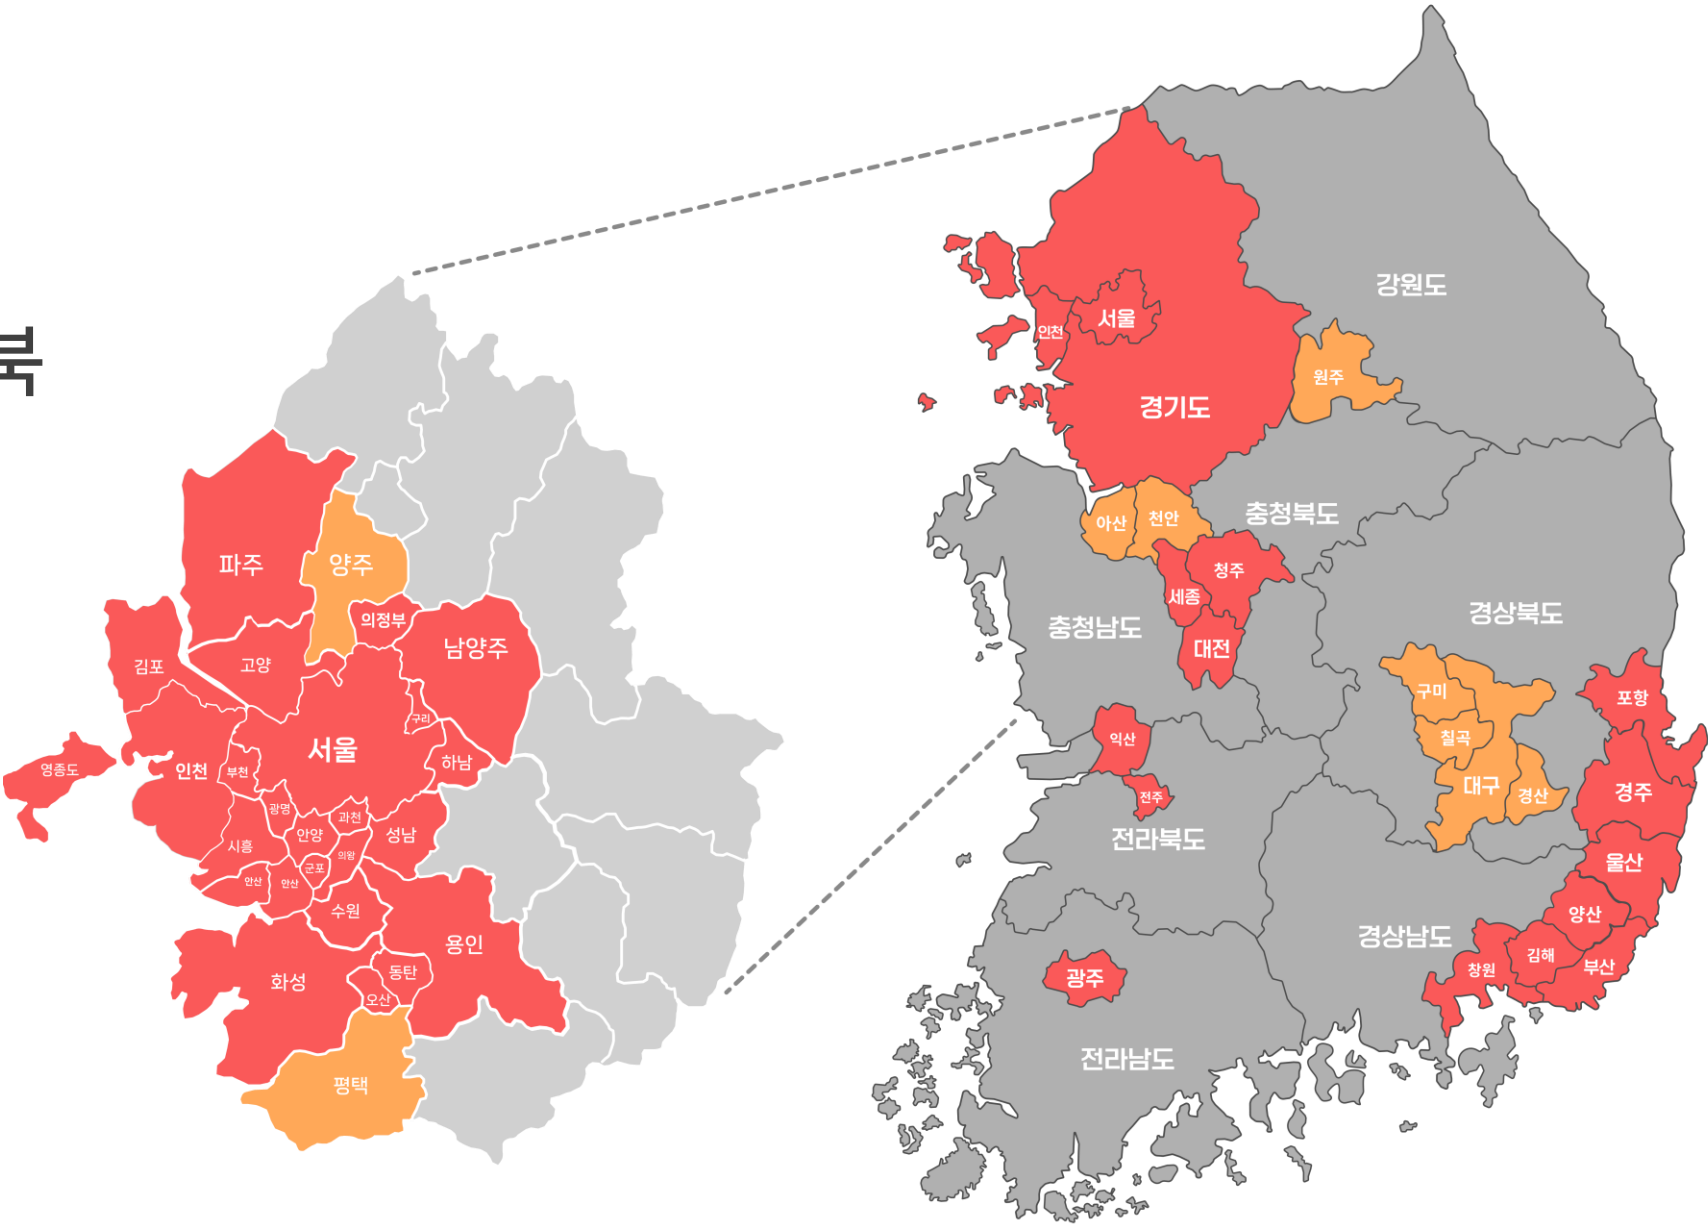 북
파주
양주
의정부
남양주
김포
고양
구리
서울
하남
영종도
인천
부천
광명
과천
안양
성남
시흥
의왕
군포
안산
안산
수원
용인
화성
동탄
오산
평택
강원도
서울
인천
원주
경기도
아산
천안
충청북도
청주
세종
충청남도
대전
경상북도
구미
포항
칠곡
익산
대구
경산
경주
전주
전라북도
울산
양산
경상남도
김해
창원
부산
광주
전라남도